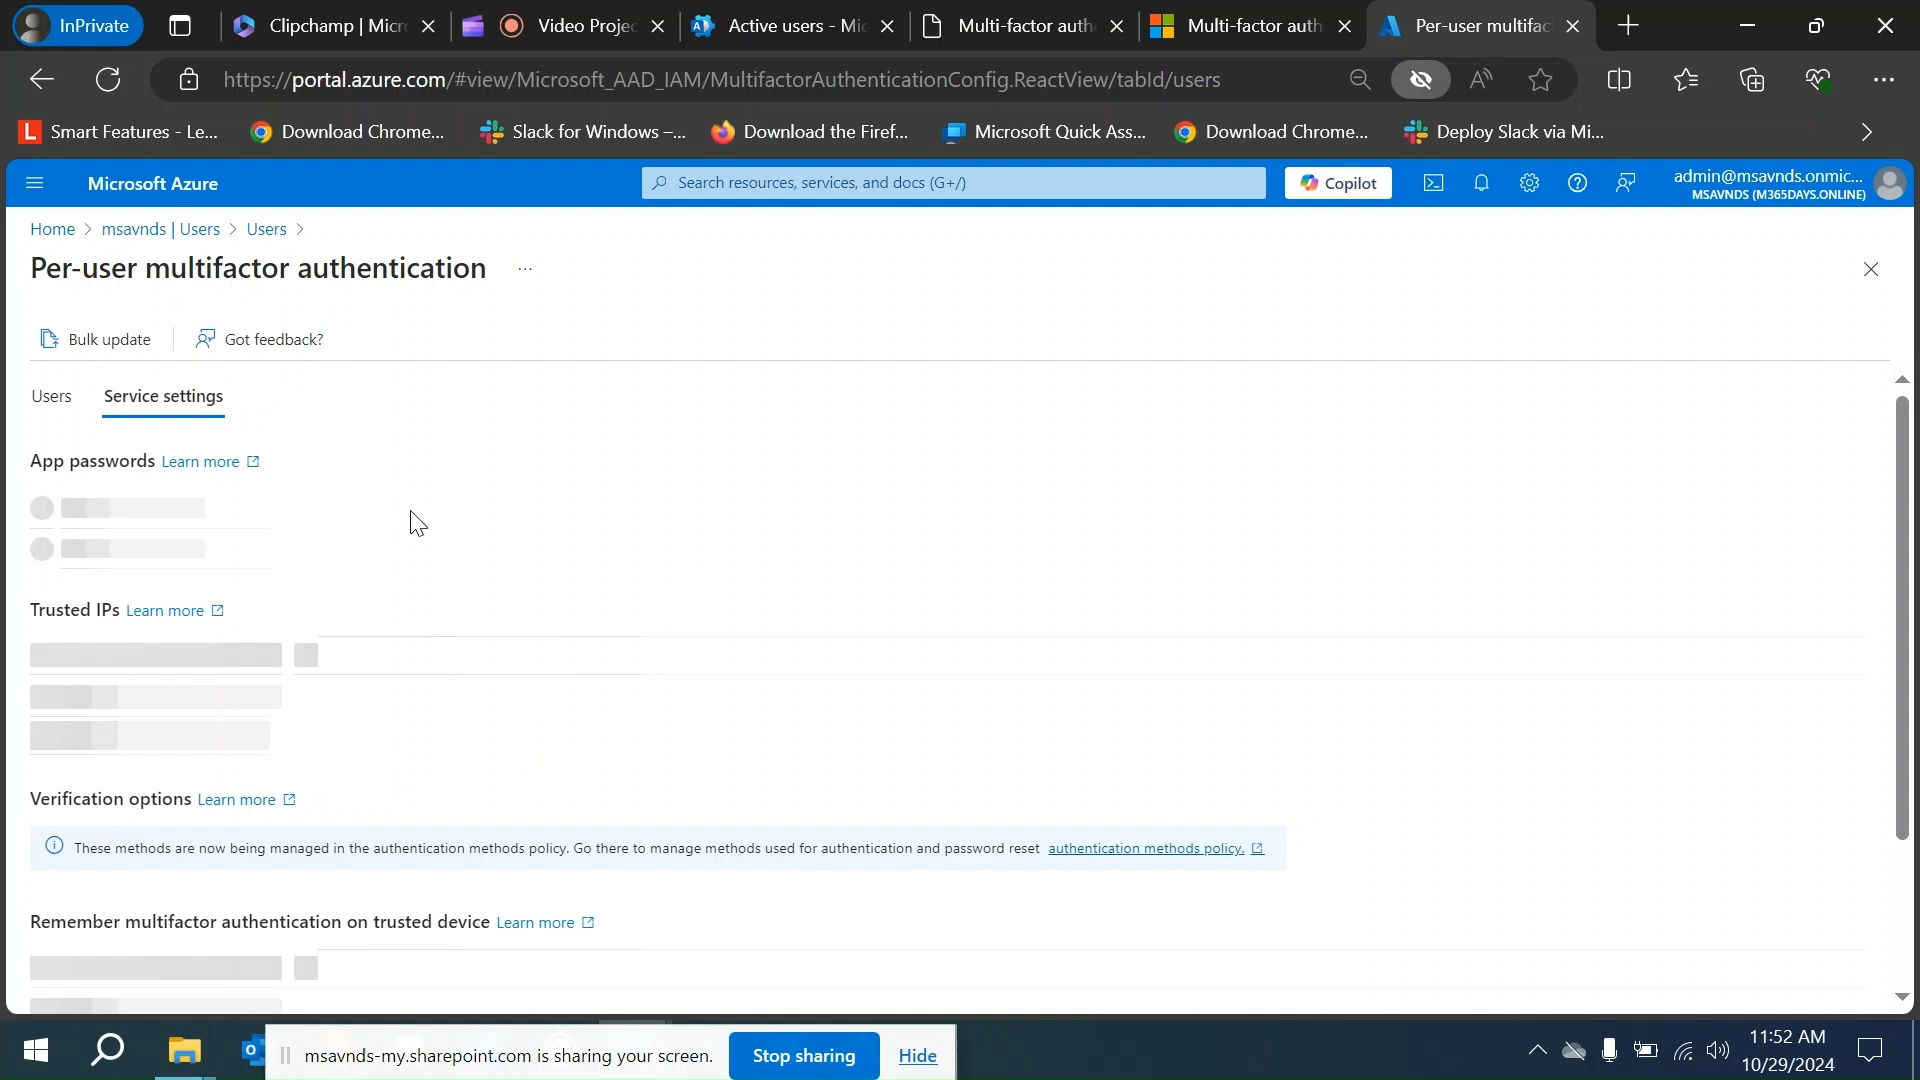 InPrivate
Clipchamp | Micr
Video Projec
Active users - Mic
Multi-factor auth
Multi-factor auth
Per-user multifac
https://portal.azure.com/#view/Microsoft_AAD_IAM/MultifactorAuthenticationConfig.ReactView/tabId/users
Smart Features - Le...
Download Chrome...
Slack for Windows –...
Download the Firef...
Microsoft Quick Ass...
Download Chrome...
Deploy Slack via Mi...
Microsoft Azure
Search resources, services, and docs (G+/)
Copilot
admin@msavnds.onmic...
MSAVNDS (M365DAYS.ONLINE)
Home > msavnds | Users > Users >
Per-user multifactor authentication ...
Bulk update
Got feedback?
Users
Service settings
App passwords Learn more
Trusted IPs Learn more
Verification options Learn more
These methods are now being managed in the authentication methods policy. Go there to manage methods used for authentication and password reset authentication methods policy.
Remember multifactor authentication on trusted device Learn more
msavnds-my.sharepoint.com is sharing your screen.
Stop sharing
Hide
11:52 AM
10/29/2024